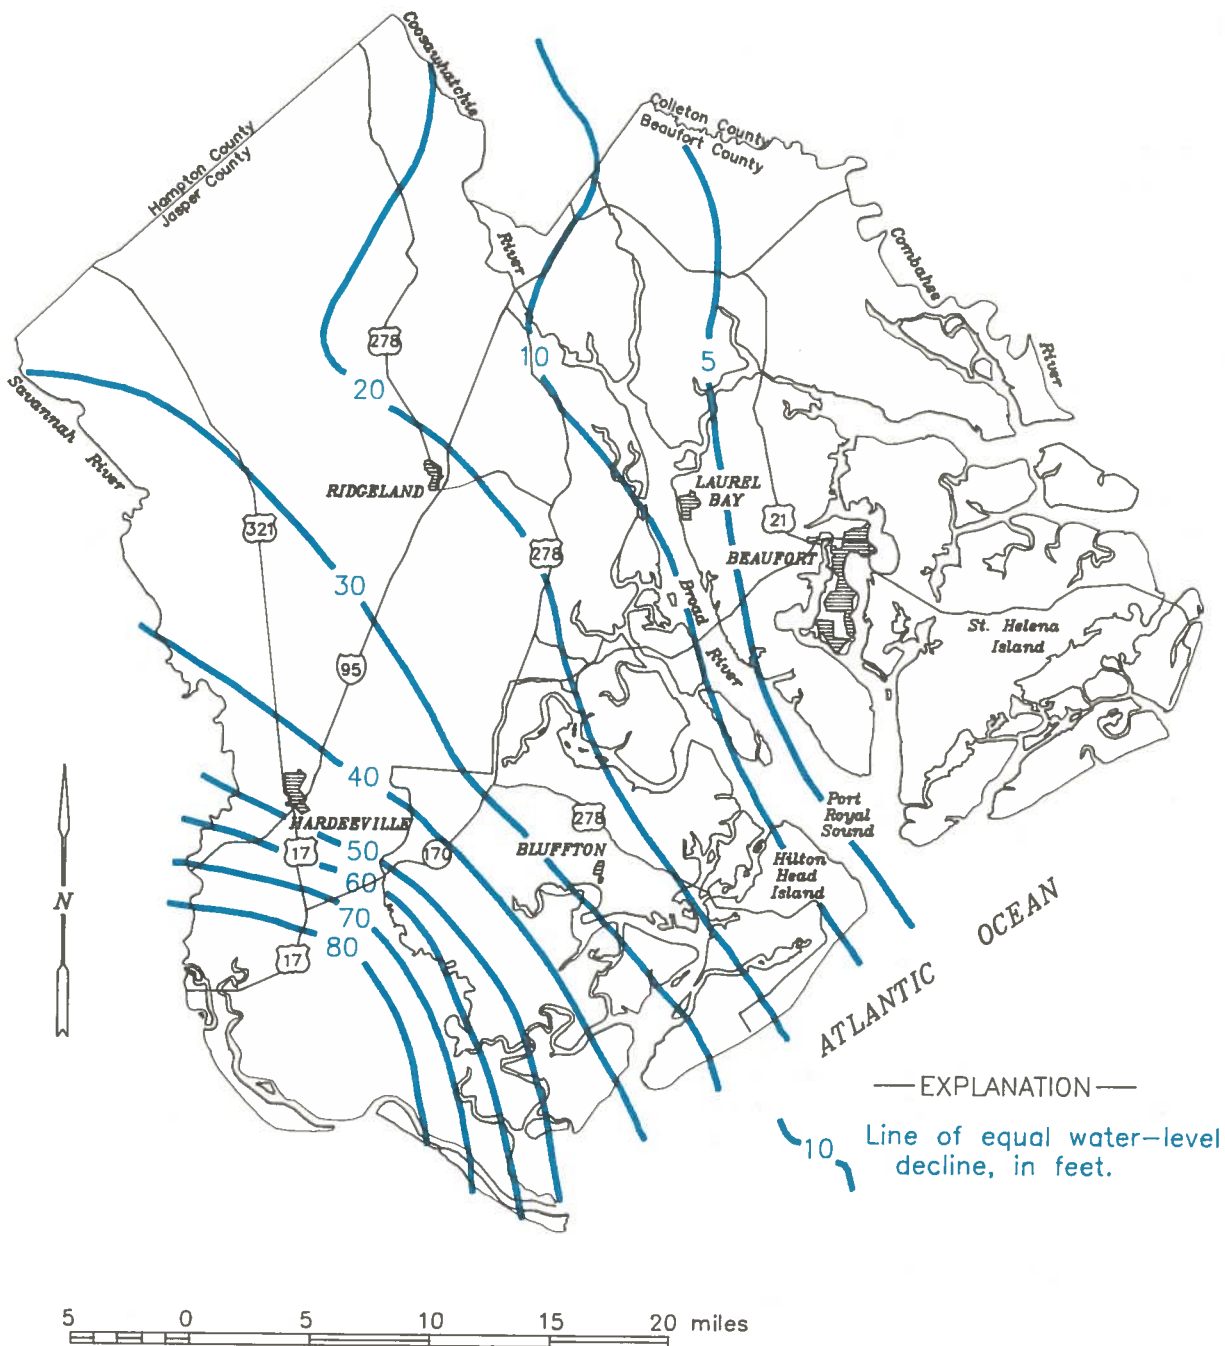 Coosawhatchie
River
Colleton County
Beaufort County
Hampton County
Jasper County
Combahee
River
278
10
5
20
Savannah
River
RIDGELAND
LAUREL
BAY
321
21
278
BEAUFORT
30
Broad
River
St. Helena
Island
95
40
HARDEEVILLE
278
Port
Royal
Sound
17
50
170
BLUFFTON
60
Hilton
Head
Island
70
80
17
N
ATLANTIC OCEAN
EXPLANATION
10
Line of equal water-level
decline, in feet.
5 0 5 10 15 20 miles